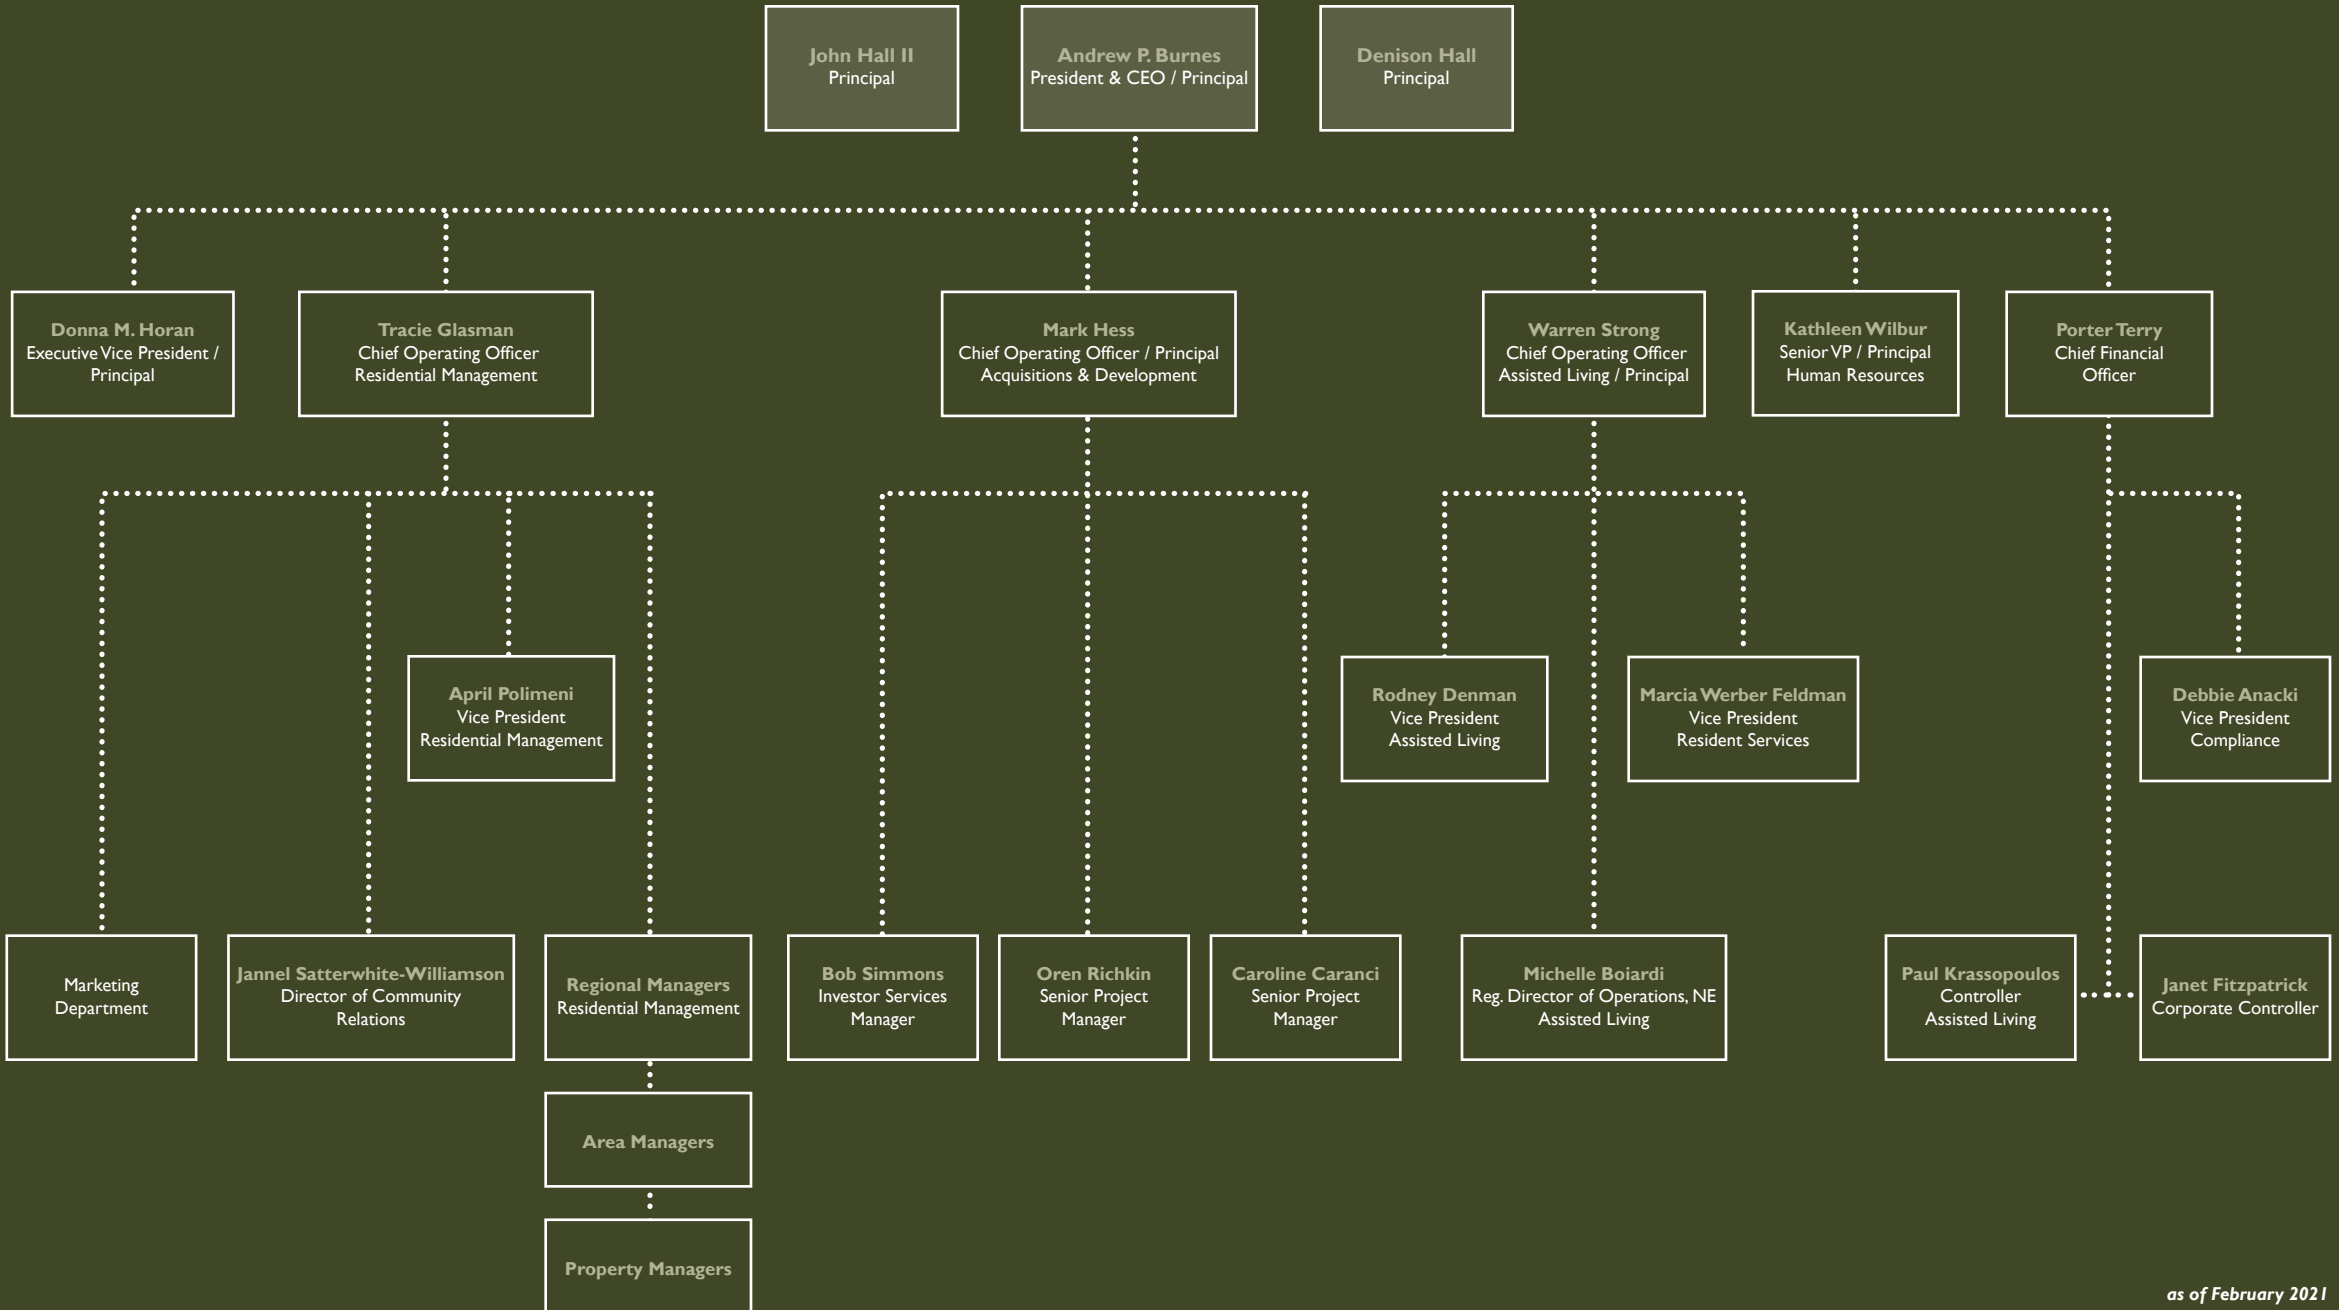 John Hall II
Principal
Andrew P. Burnes
President & CEO / Principal
Denison Hall
Principal
Donna M. Horan
Executive Vice President /
Principal
Tracie Glasman
Chief Operating Officer
Residential Management
Mark Hess
Chief Operating Officer / Principal
Acquisitions & Development
Warren Strong
Chief Operating Officer
Assisted Living / Principal
Kathleen Wilbur
Senior VP / Principal
Human Resources
Porter Terry
Chief Financial
Officer
April Polimeni
Vice President
Residential Management
Rodney Denman
Vice President
Assisted Living
Marcia Werber Feldman
Vice President
Resident Services
Debbie Anacki
Vice President
Compliance
Marketing
Department
Jannel Satterwhite-Williamson
Director of Community
Relations
Regional Managers
Residential Management
Bob Simmons
Investor Services
Manager
Oren Richkin
Senior Project
Manager
Caroline Caranci
Senior Project
Manager
Michelle Boiardi
Reg. Director of Operations, NE
Assisted Living
Paul Krassopoulos
Controller
Assisted Living
Janet Fitzpatrick
Corporate Controller
Area Managers
Property Managers
as of February 2021